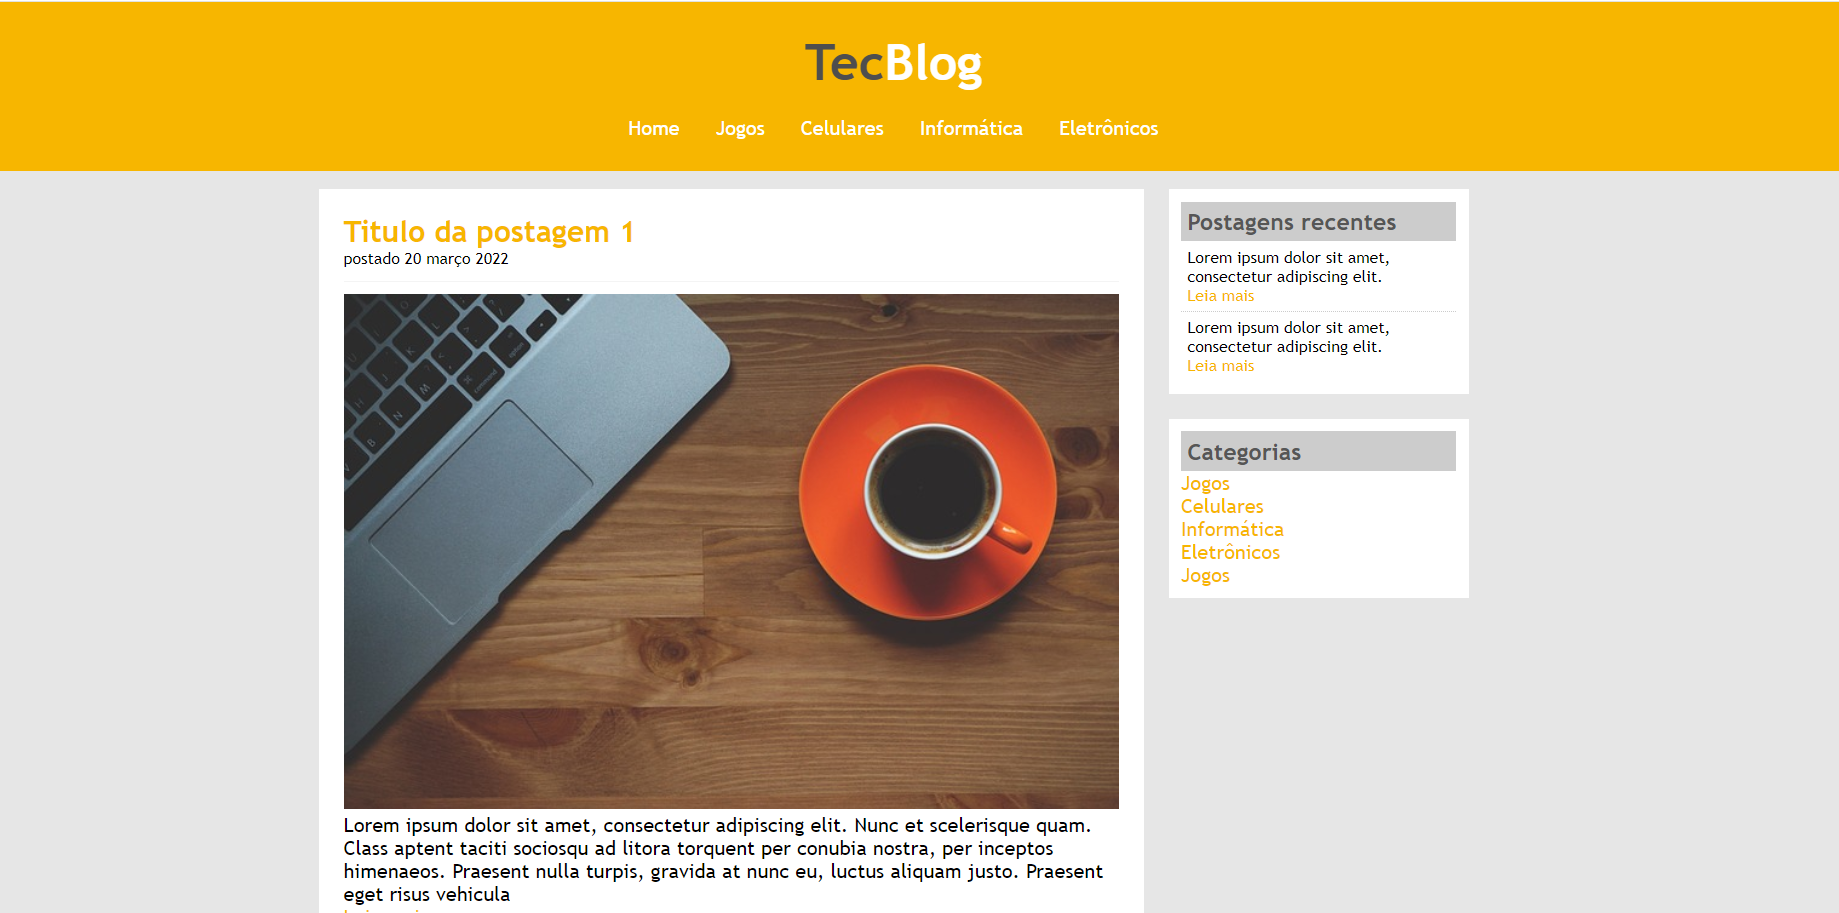 TecBlog
Home Jogos Celulares Informática Eletrônicos
Titulo da postagem 1
postado 20 março 2022
command
option
Lorem ipsum dolor sit amet, consectetur adipiscing elit. Nunc et scelerisque quam.
Class aptent taciti sociosqu ad litora torquent per conubia nostra, per inceptos
himenaeos. Praesent nulla turpis, gravida at nunc eu, luctus aliquam justo. Praesent
eget risus vehicula
Postagens recentes
Lorem ipsum dolor sit amet,
consectetur adipiscing elit.
Leia mais
Lorem ipsum dolor sit amet,
consectetur adipiscing elit.
Leia mais
Categorias
Jogos
Celulares
Informática
Eletrônicos
Jogos